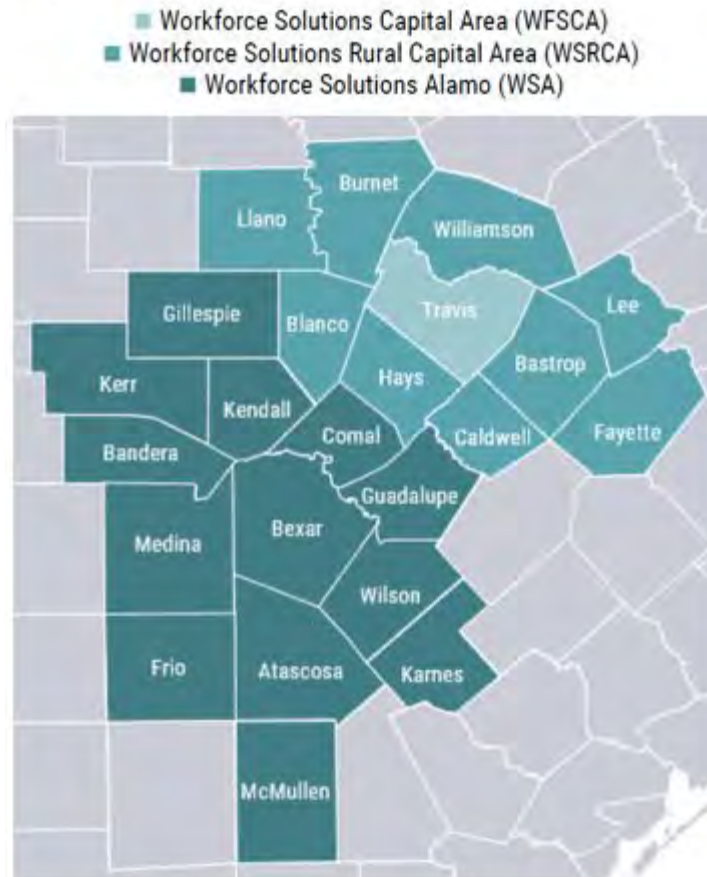 Workforce Solutions Capital Area (WFSCA)
Workforce Solutions Rural Capital Area (WSRCA)
Workforce Solutions Alamo (WSA)
Burnet
Llano
Williamson
Gillespie
Blanco
Travis
Lee
Kerr
Hays
Bastrop
Kendall
Comal
Caldwell
Fayette
Bandera
Guadalupe
Medina
Bexar
Wilson
Frio
Atascosa
Karnes
McMullen